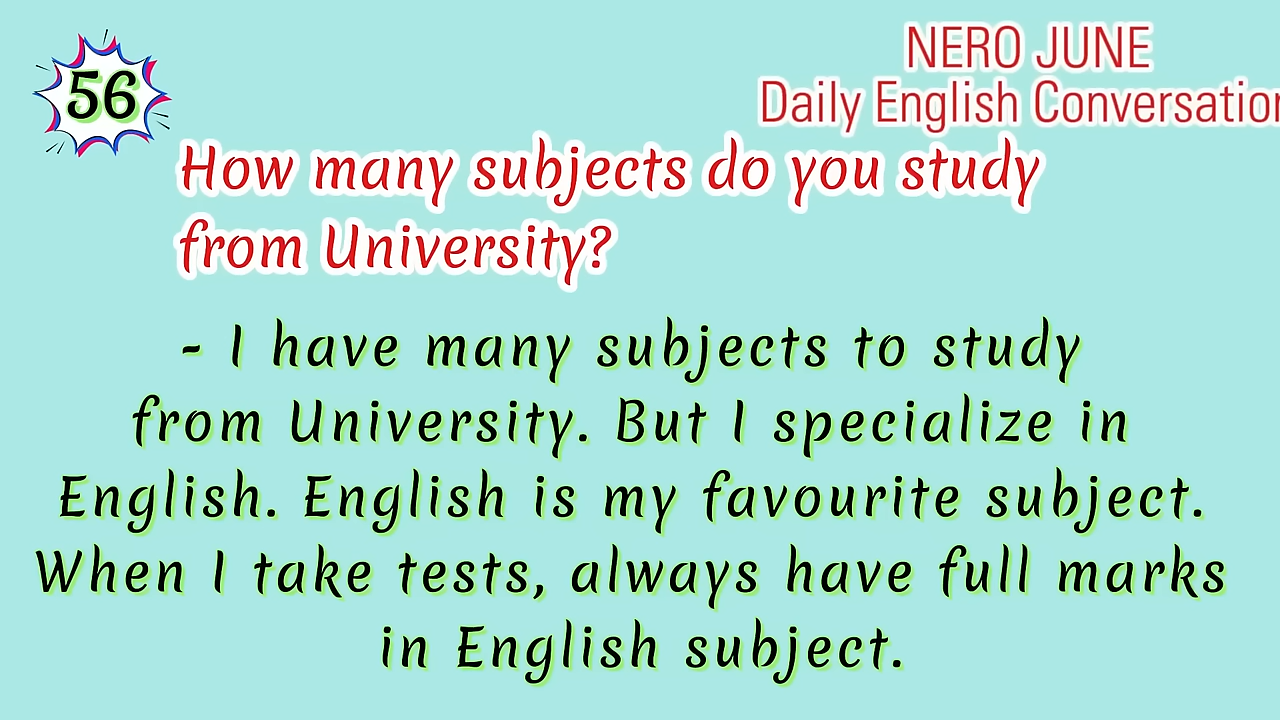 56
NERO JUNE
Daily English Conversation
How many subjects do you study
from University?
- I have many subjects to study
from University. But I specialize in
English. English is my favourite subject.
When I take tests, always have full marks
in English subject.